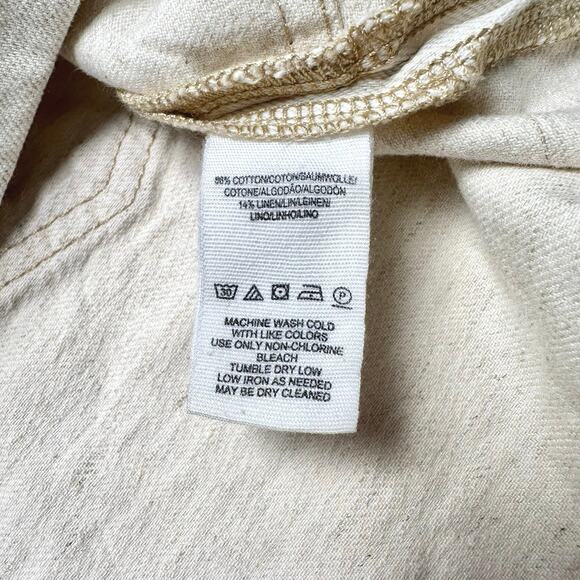 86% COTTON/COTON/BAUMWOLLE/
COTONE/ALGODÃO/ALGODÓN
14% LINEN/LIN/LEINEN/
LINO/LINHO/LINO
30 P
MACHINE WASH COLD
WITH LIKE COLORS
USE ONLY NON-CHLORINE
BLEACH
TUMBLE DRY LOW
LOW IRON AS NEEDED
MAY BE DRY CLEANED